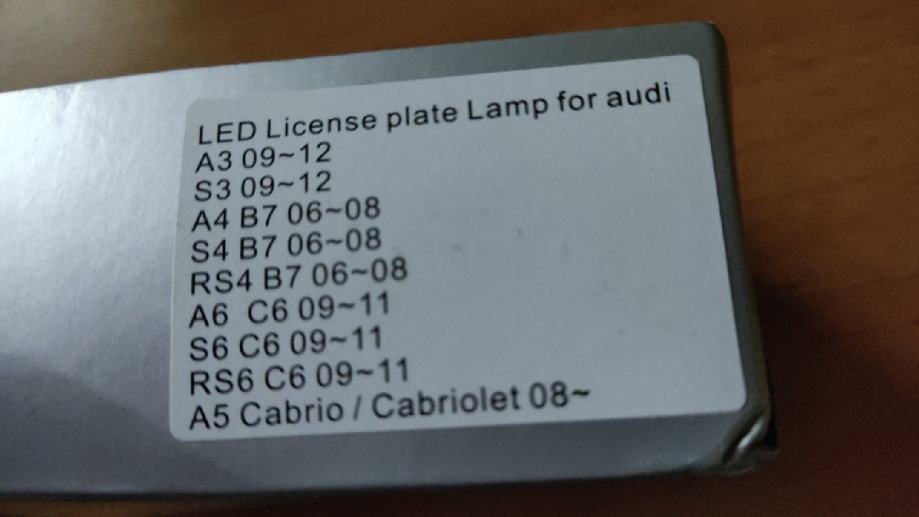 LED License plate Lamp for audi
A3 09~12
S3 09~12
A4 B7 06~08
S4 B7 06~08
RS4 B7 06~08
A6  C6 09~11
S6 C6 09~11
RS6 C6 09~11
A5 Cabrio / Cabriolet 08~